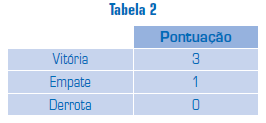 Tabela 2
Pontuação
Vitória 3
Empate 1
Derrota 0